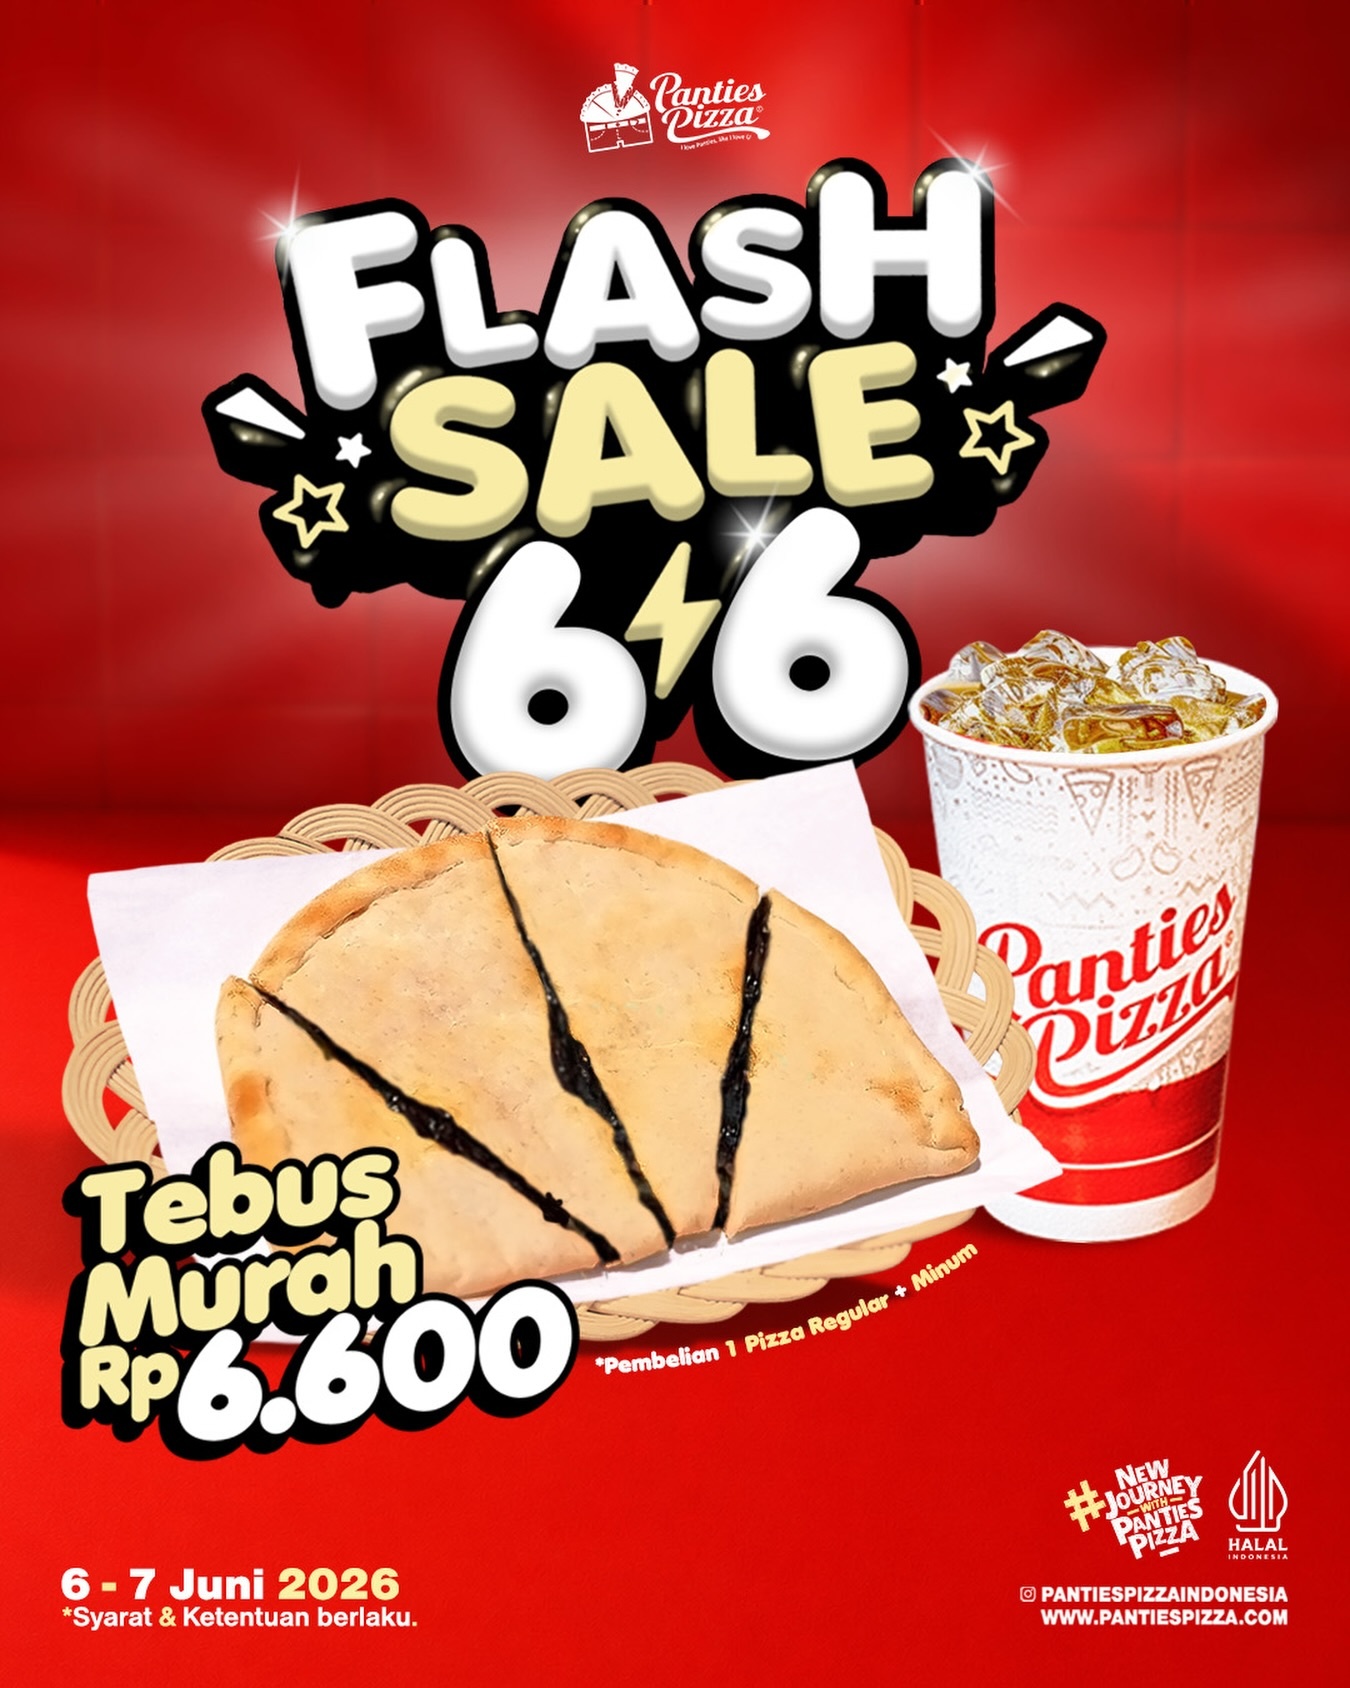 Panties
Pizza
I love Panties, like I love U
FLASH
SALE
6 6
Panties
Pizza
Tebus
Murah
Rp6.600
*Pembelian 1 Pizza Regular + Minum
#NEW
JOURNEY
WITH
PANTIES
PIZZA
HALAL
INDONESIA
6 - 7 Juni 2026
*Syarat & Ketentuan berlaku.
PANTIESPIZZAINDONESIA
WWW.PANTIESPIZZA.COM